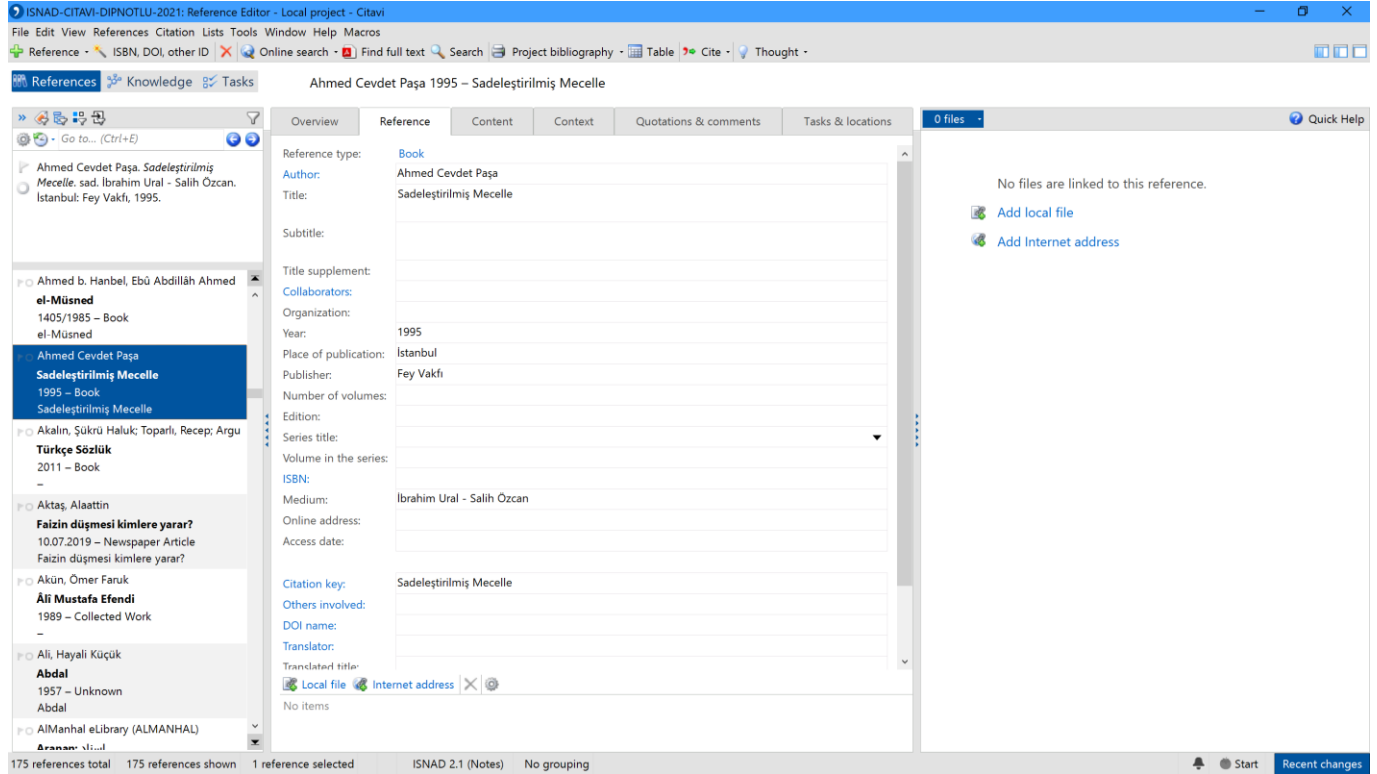 ISNAD-CITAVI-DIPNOTLU-2021: Reference Editor - Local project - Citavi
File Edit View References Citation Lists Tools Window Help Macros
Reference ISBN, DOI, other ID Online search Find full text Search Project bibliography Table Cite Thought
References Knowledge Tasks
Ahmed Cevdet Paşa 1995 – Sadeleştirilmiş Mecelle
Go to... (Ctrl+E)
Ahmed Cevdet Paşa. Sadeleştirilmiş
Mecelle. sad. İbrahim Ural - Salih Özcan.
İstanbul: Fey Vakfı, 1995.
Ahmed b. Hanbel, Ebû Abdillâh Ahmed
el-Müsned
1405/1985 – Book
el-Müsned
Ahmed Cevdet Paşa
Sadeleştirilmiş Mecelle
1995 – Book
Sadeleştirilmiş Mecelle
Akalın, Şükrü Haluk; Toparlı, Recep; Argu
Türkçe Sözlük
2011 – Book
–
Aktaş, Alaattin
Faizin düşmesi kimlere yarar?
10.07.2019 – Newspaper Article
Faizin düşmesi kimlere yarar?
Akün, Ömer Faruk
Âlî Mustafa Efendi
1989 – Collected Work
–
Ali, Hayali Küçük
Abdal
1957 – Unknown
Abdal
AlManhal eLibrary (ALMANHAL)
Aranan:
Overview Reference Content Context Quotations & comments Tasks & locations
Reference type: Book
Author: Ahmed Cevdet Paşa
Title: Sadeleştirilmiş Mecelle
Subtitle:
Title supplement:
Collaborators:
Organization:
Year: 1995
Place of publication: İstanbul
Publisher: Fey Vakfı
Number of volumes:
Edition:
Series title:
Volume in the series:
ISBN:
Medium: İbrahim Ural - Salih Özcan
Online address:
Access date:
Citation key: Sadeleştirilmiş Mecelle
Others involved:
DOI name:
Translator:
Translated title:
Local file Internet address
No items
0 files
Quick Help
No files are linked to this reference.
Add local file
Add Internet address
175 references total 175 references shown 1 reference selected ISNAD 2.1 (Notes) No grouping Start Recent changes